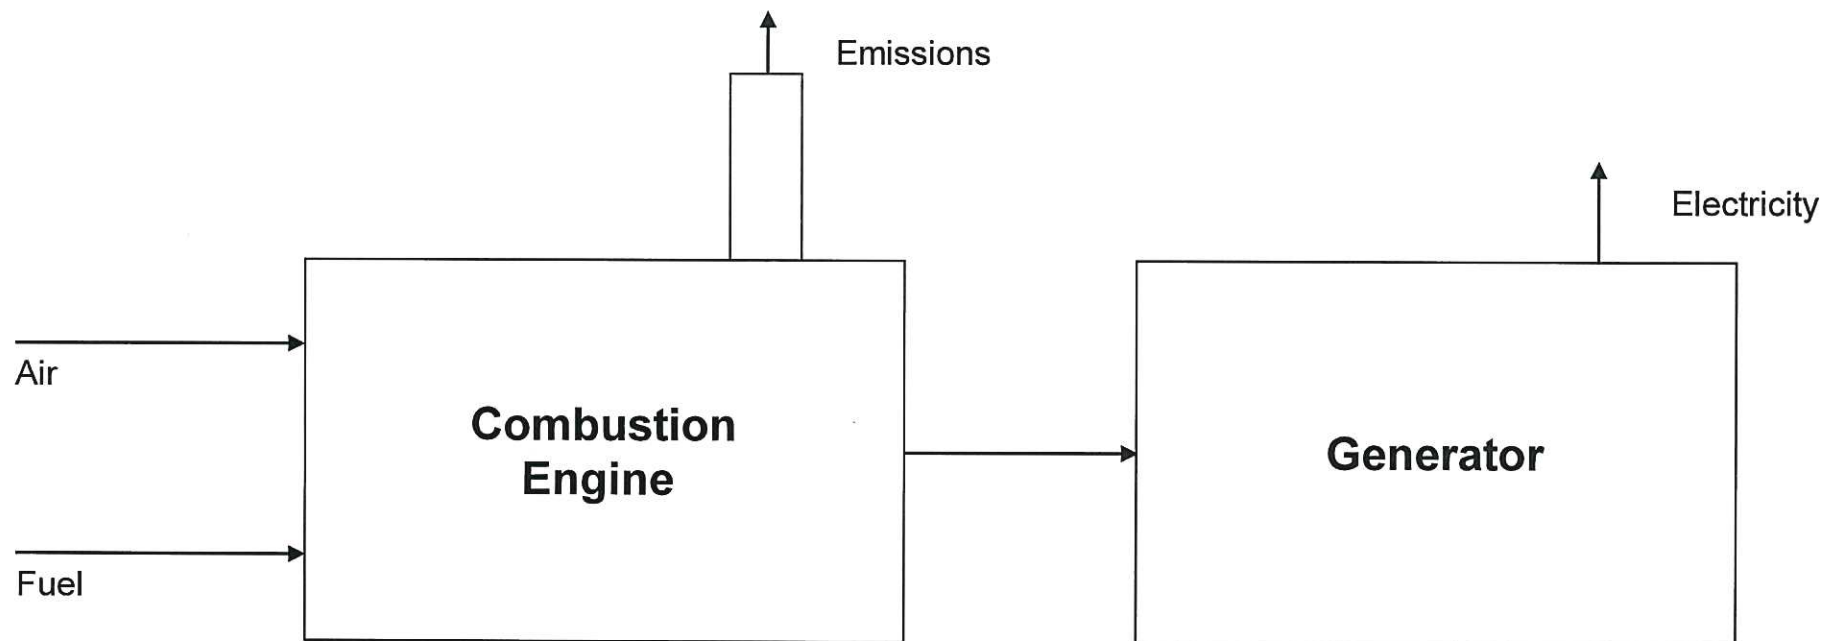 Emissions
Electricity
Air
Combustion
Engine
Generator
Fuel